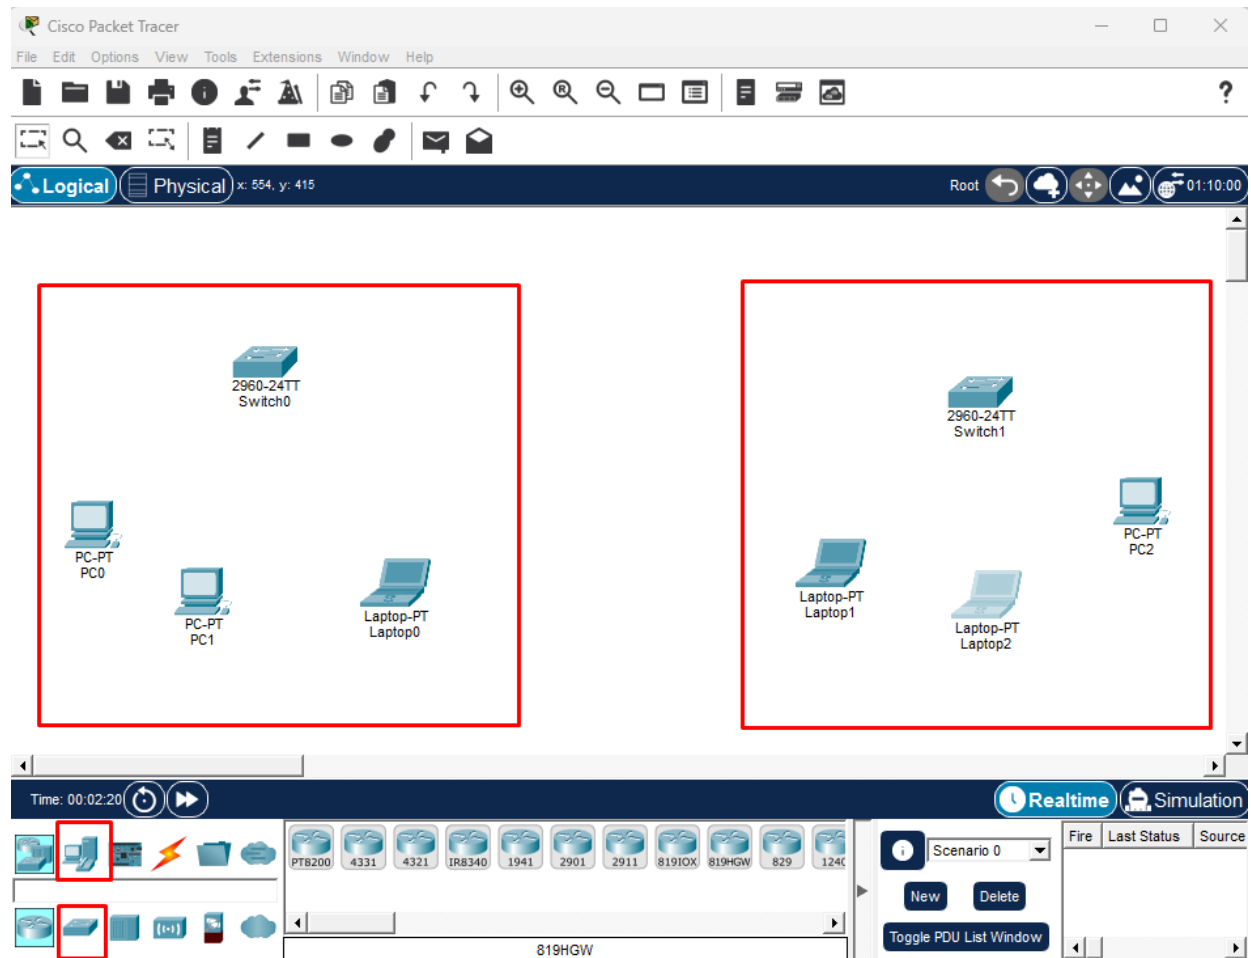 Cisco Packet Tracer
File Edit Options View Tools Extensions Window Help
?
Logical Physical x: 554, y: 415 Root 01:10:00
2960-24TT
Switch0
2960-24TT
Switch1
PC-PT
PC0
PC-PT
PC1
Laptop-PT
Laptop0
Laptop-PT
Laptop1
Laptop-PT
Laptop2
PC-PT
PC2
Time: 00:02:20 Realtime Simulation
PT8200 4331 4321 IR8340 1941 2901 2911 819IOX 819HGW 829 1240
819HGW
Scenario 0
New Delete
Toggle PDU List Window
Fire Last Status Source